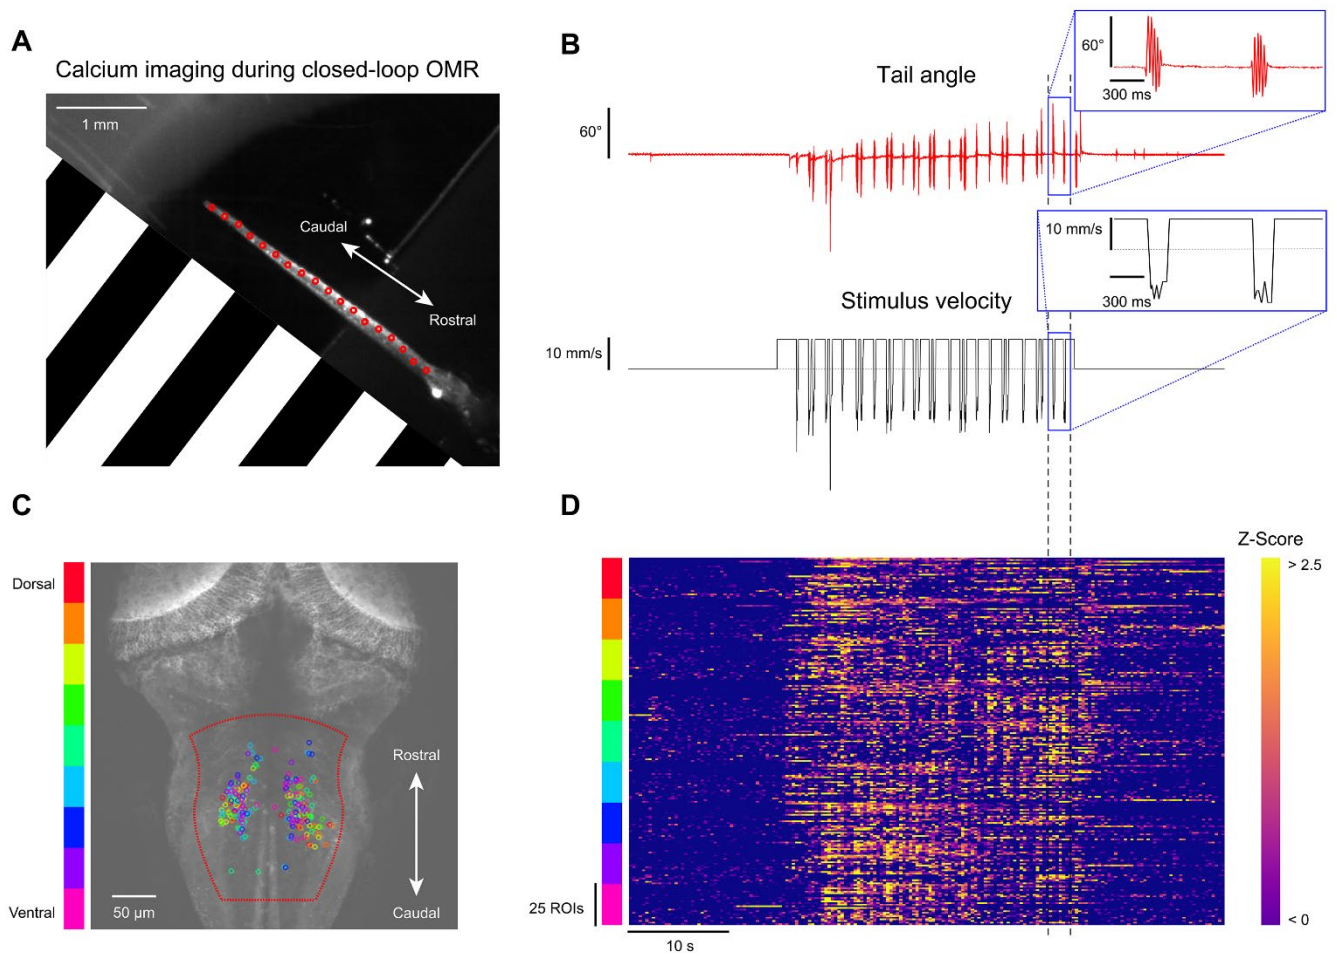 A
Calcium imaging during closed-loop OMR
1 mm
Caudal
Rostral
B
Tail angle
60°
60°
300 ms
Stimulus velocity
10 mm/s
10 mm/s
300 ms
C
Dorsal
Ventral
Rostral
Caudal
50 µm
D
Z-Score
> 2.5
< 0
25 ROIs
10 s